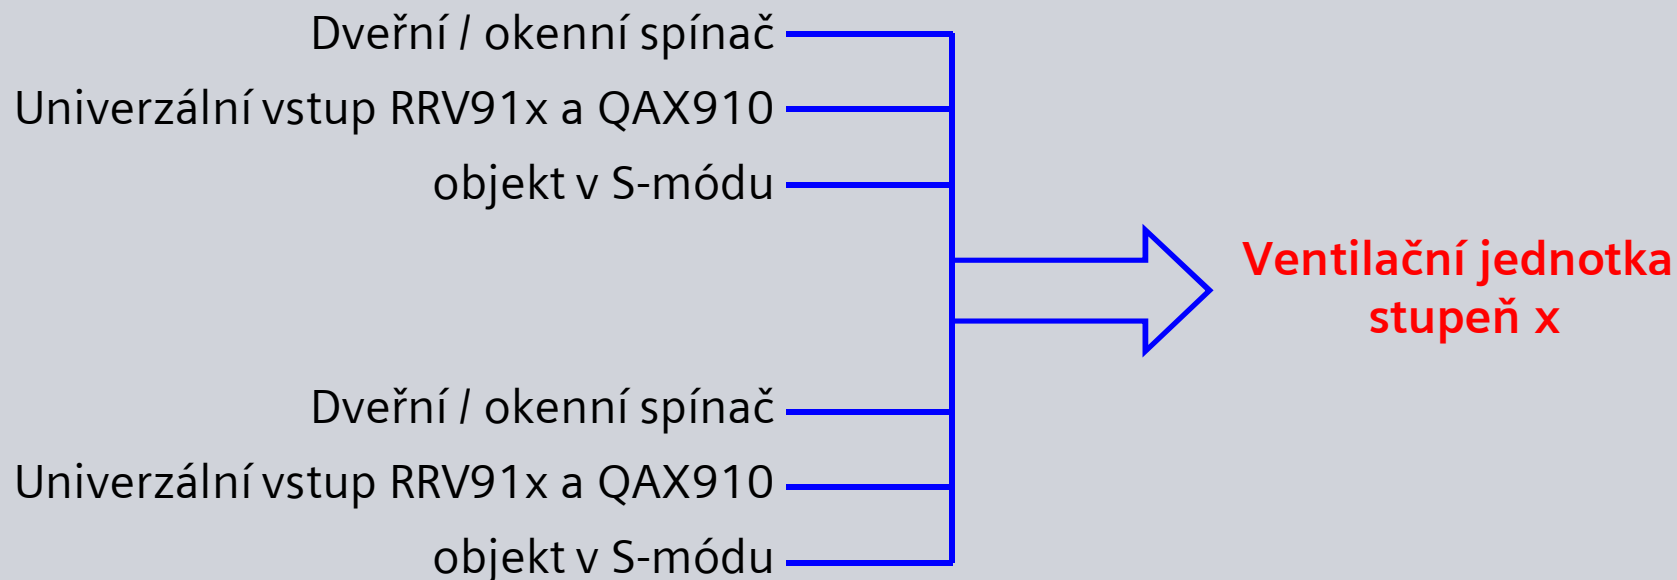 Dveřní / okenní spínač
Univerzální vstup RRV91x a QAX910
objekt v S-módu
Ventilační jednotka
stupeň x
Dveřní / okenní spínač
Univerzální vstup RRV91x a QAX910
objekt v S-módu